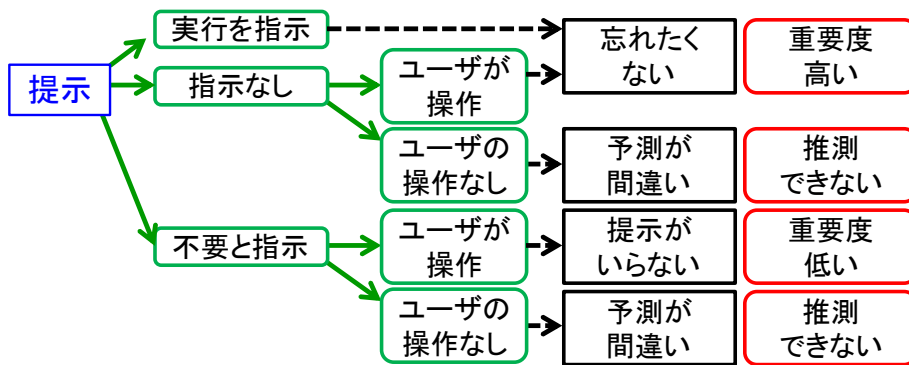 提示
実行を指示
忘れたく
ない
重要度
高い
指示なし
ユーザが
操作
ユーザの
操作なし
予測が
間違い
推測
できない
不要と指示
ユーザが
操作
提示が
いらない
重要度
低い
ユーザの
操作なし
予測が
間違い
推測
できない